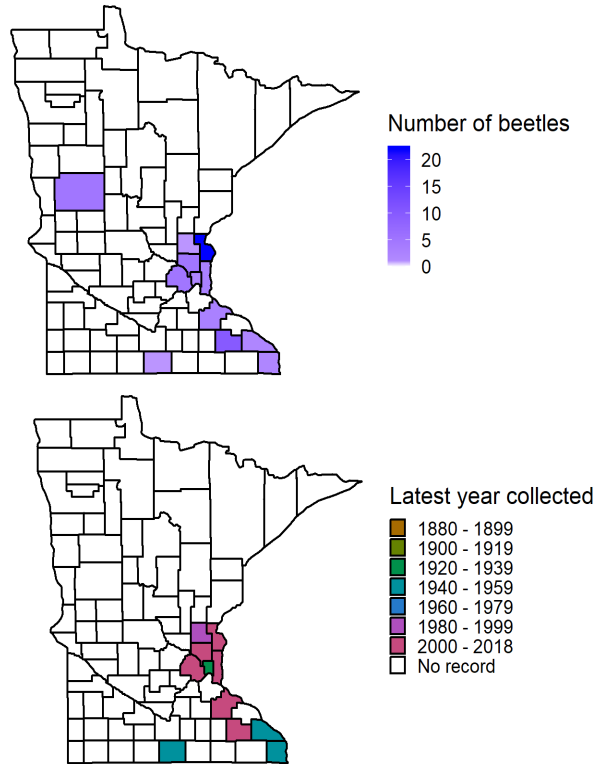 Number of beetles
20
15
10
5
0
Latest year collected
1880 - 1899
1900 - 1919
1920 - 1939
1940 - 1959
1960 - 1979
1980 - 1999
2000 - 2018
No record